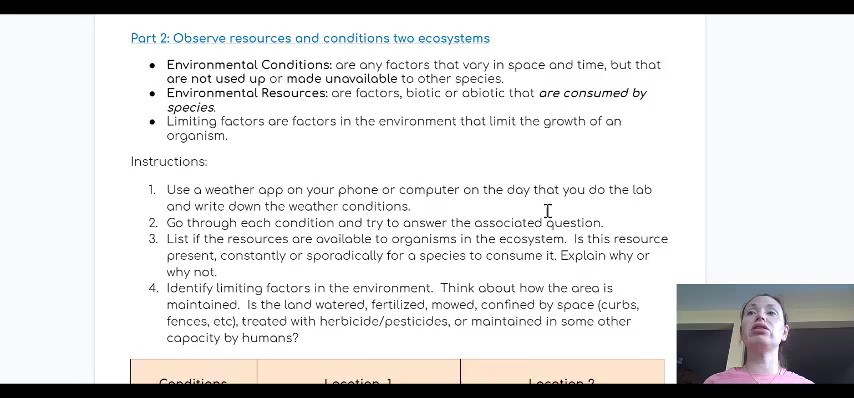 Part 2: Observe resources and conditions two ecosystems
● Environmental Conditions: are any factors that vary in space and time, but that
are not used up or made unavailable to other species.
● Environmental Resources: are factors, biotic or abiotic that are consumed by
species.
● Limiting factors are factors in the environment that limit the growth of an
organism.
Instructions:
1. Use a weather app on your phone or computer on the day that you do the lab
and write down the weather conditions.
2. Go through each condition and try to answer the associated question.
3. List if the resources are available to organisms in the ecosystem. Is this resource
present, constantly or sporadically for a species to consume it. Explain why or
why not.
4. Identify limiting factors in the environment. Think about how the area is
maintained. Is the land watered, fertilized, mowed, confined by space (curbs,
fences, etc), treated with herbicide/pesticides, or maintained in some other
capacity by humans?
Conditions Location 1 Location 2